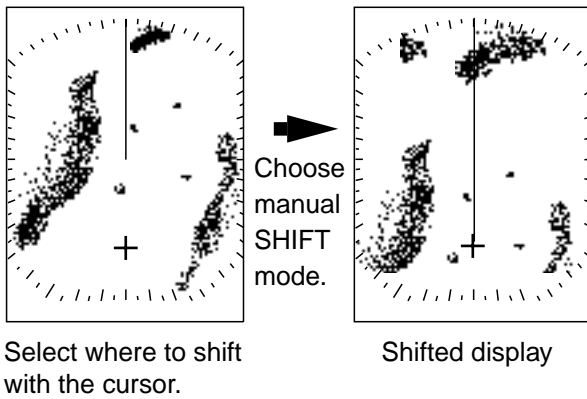 Choose
manual
SHIFT
mode.
Select where to shift
with the cursor.
Shifted display